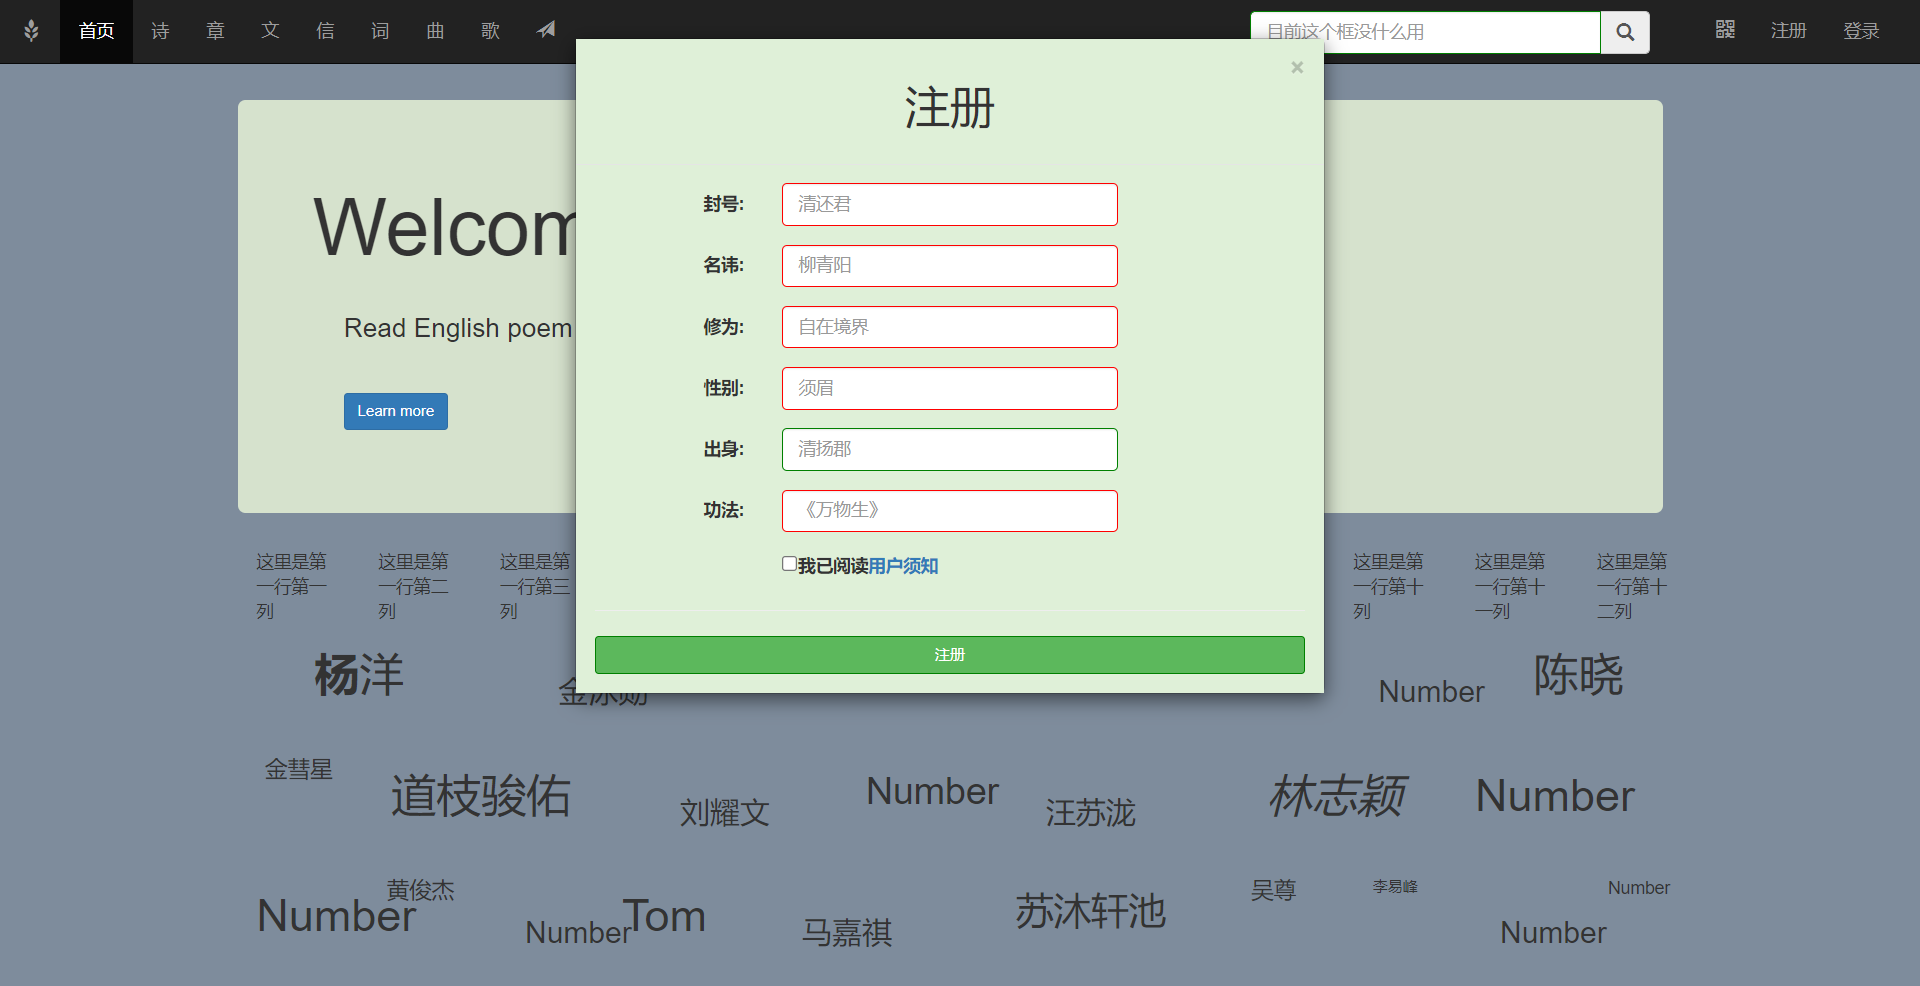 首页 诗 章 文 信 词 曲 歌 目前这个框没什么用 注册 登录
×
注册
Welcom
Read English poem
Learn more
封号: 清还君
名讳: 柳青阳
修为: 自在境界
性别: 须眉
出身: 清扬郡
功法: 《万物生》
我已阅读用户须知
注册
这里是第一行第一列
这里是第一行第二列
这里是第一行第三列
这里是第一行第十列
这里是第一行第十一列
这里是第一行第十二列
杨洋
Number
陈晓
金彗星
道枝骏佑
刘耀文
Number
汪苏泷
林志颖
Number
Number
黄俊杰
Number
Tom
马嘉祺
苏沐轩池
吴尊
李易峰
Number
Number